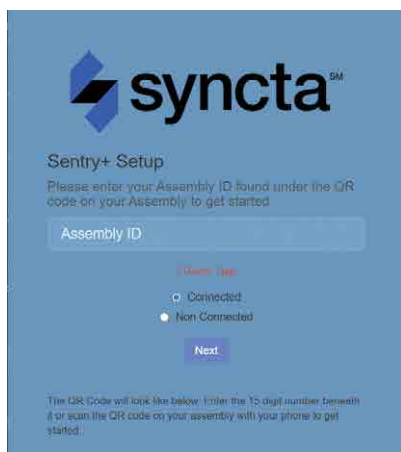 syncta℠
Sentry+ Setup
Please enter your Assembly ID found under the QR
code on your Assembly to get started
Assembly ID
Connected
Non Connected
Next
The QR Code will look like below. Enter the 15 digit number beneath
it or scan the QR code on your assembly with your phone to get
started.